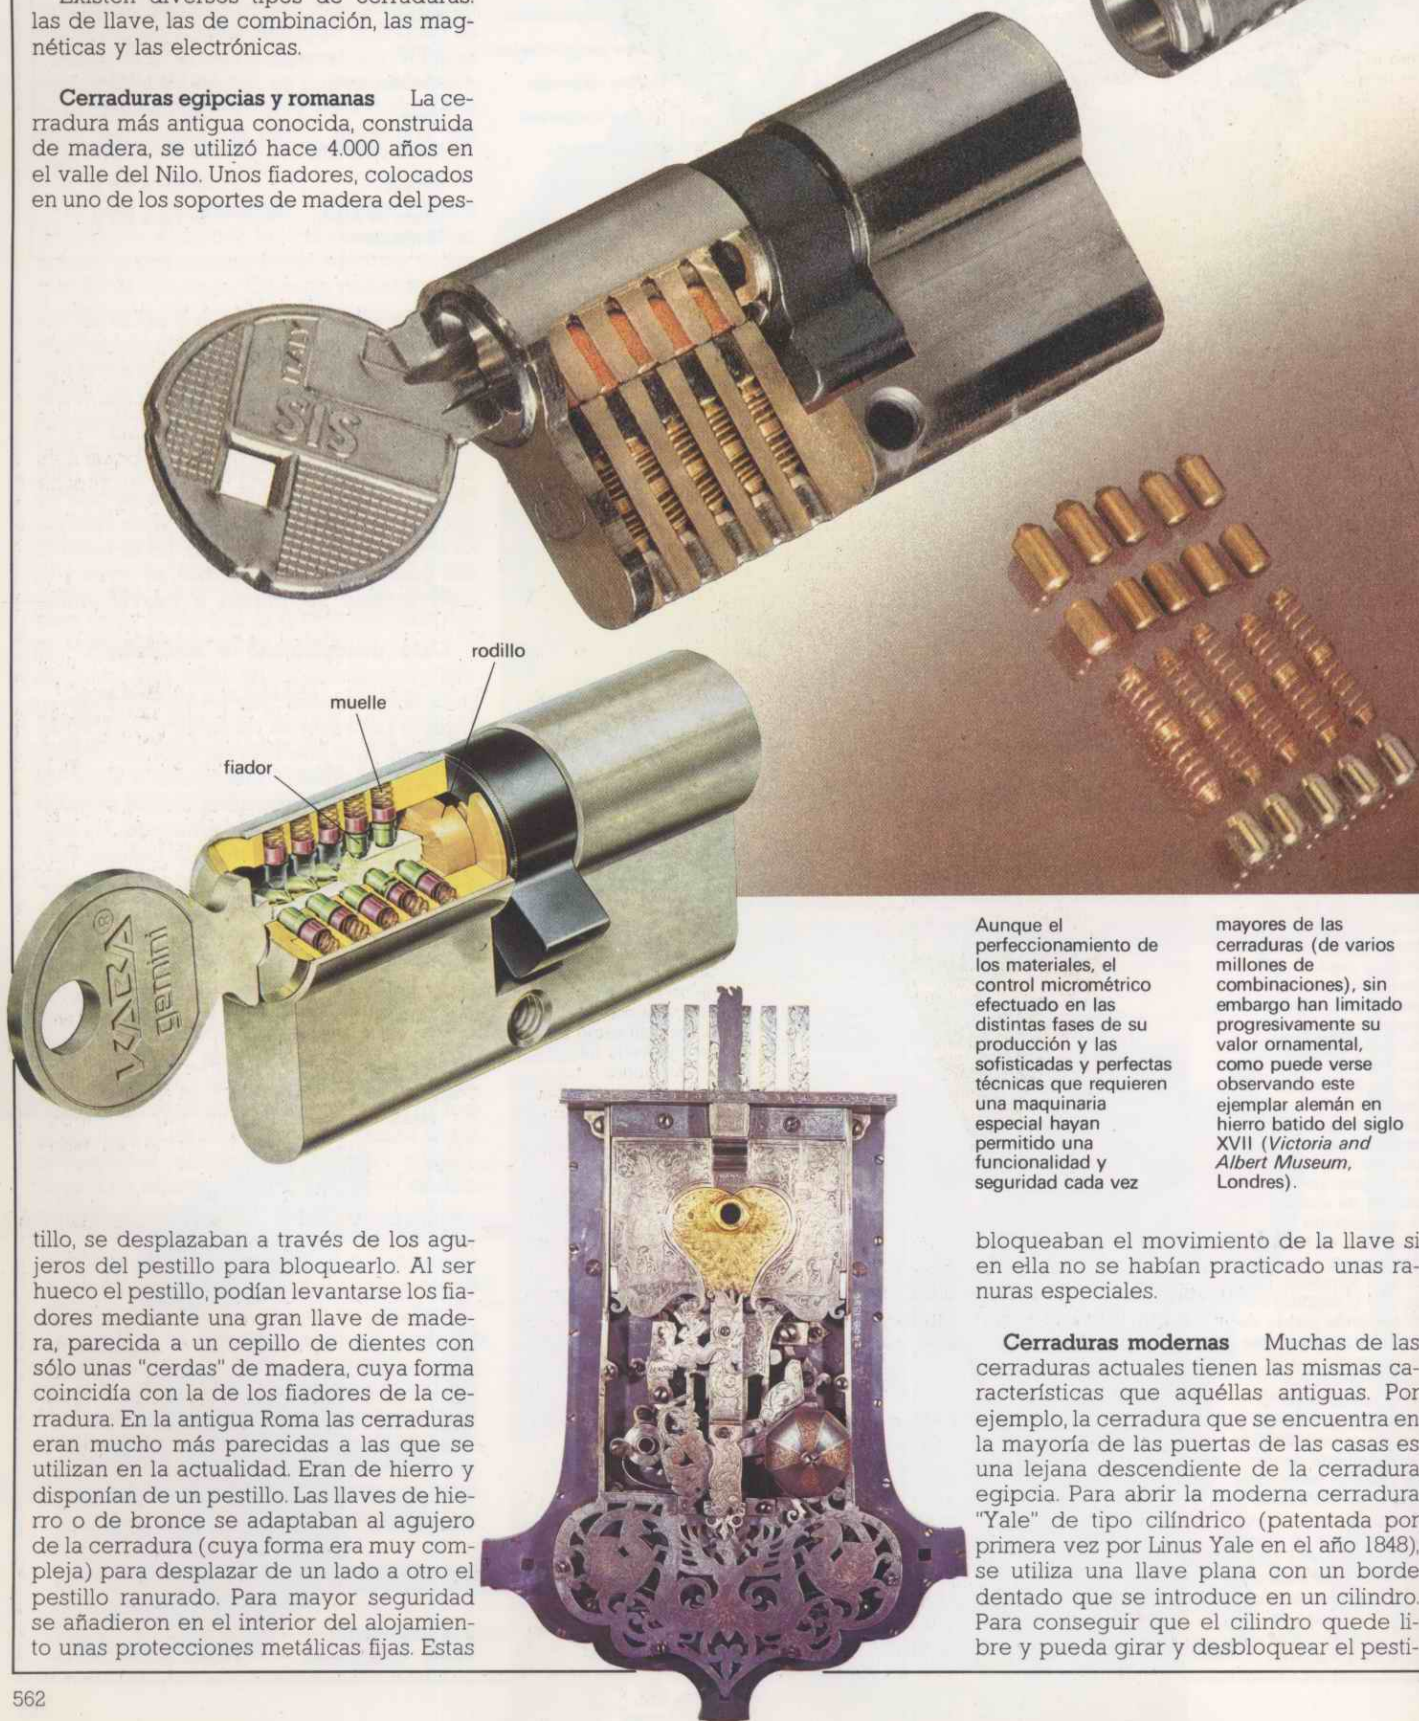 Existen diversos tipos de cerraduras:
las de llave, las de combinación, las mag-
néticas y las electrónicas.
Cerraduras egipcias y romanas La ce-
rradura más antigua conocida, construida
de madera, se utilizó hace 4.000 años en
el valle del Nilo. Unos fiadores, colocados
en uno de los soportes de madera del pes-
ITALY
SIS
rodillo
muelle
fiador
KABA®
gemini
Aunque el
perfeccionamiento de
los materiales, el
control micrométrico
efectuado en las
distintas fases de su
producción y las
sofisticadas y perfectas
técnicas que requieren
una maquinaria
especial hayan
permitido una
funcionalidad y
seguridad cada vez
mayores de las
cerraduras (de varios
millones de
combinaciones), sin
embargo han limitado
progresivamente su
valor ornamental,
como puede verse
observando este
ejemplar alemán en
hierro batido del siglo
XVII (Victoria and
Albert Museum,
Londres).
tillo, se desplazaban a través de los agu-
jeros del pestillo para bloquearlo. Al ser
hueco el pestillo, podían levantarse los fia-
dores mediante una gran llave de made-
ra, parecida a un cepillo de dientes con
sólo unas "cerdas" de madera, cuya forma
coincidía con la de los fiadores de la ce-
rradura. En la antigua Roma las cerraduras
eran mucho más parecidas a las que se
utilizan en la actualidad. Eran de hierro y
disponían de un pestillo. Las llaves de hie-
rro o de bronce se adaptaban al agujero
de la cerradura (cuya forma era muy com-
pleja) para desplazar de un lado a otro el
pestillo ranurado. Para mayor seguridad
se añadieron en el interior del alojamien-
to unas protecciones metálicas fijas. Estas
bloqueaban el movimiento de la llave si
en ella no se habían practicado unas ra-
nuras especiales.
Cerraduras modernas Muchas de las
cerraduras actuales tienen las mismas ca-
racterísticas que aquéllas antiguas. Por
ejemplo, la cerradura que se encuentra en
la mayoría de las puertas de las casas es
una lejana descendiente de la cerradura
egipcia. Para abrir la moderna cerradura
"Yale" de tipo cilíndrico (patentada por
primera vez por Linus Yale en el año 1848),
se utiliza una llave plana con un borde
dentado que se introduce en un cilindro.
Para conseguir que el cilindro quede li-
bre y pueda girar y desbloquear el pesti-
562